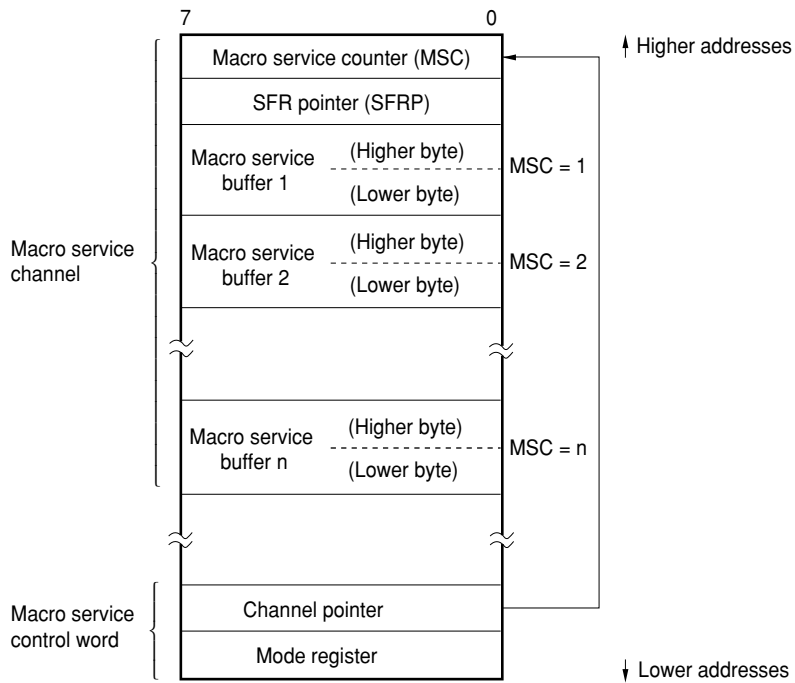 7 0
Macro service counter (MSC)
Higher addresses
SFR pointer (SFRP)
Macro service
buffer 1
(Higher byte)
(Lower byte)
MSC = 1
Macro service
channel
Macro service
buffer 2
(Higher byte)
(Lower byte)
MSC = 2
Macro service
buffer n
(Higher byte)
(Lower byte)
MSC = n
Macro service
control word
Channel pointer
Mode register
Lower addresses